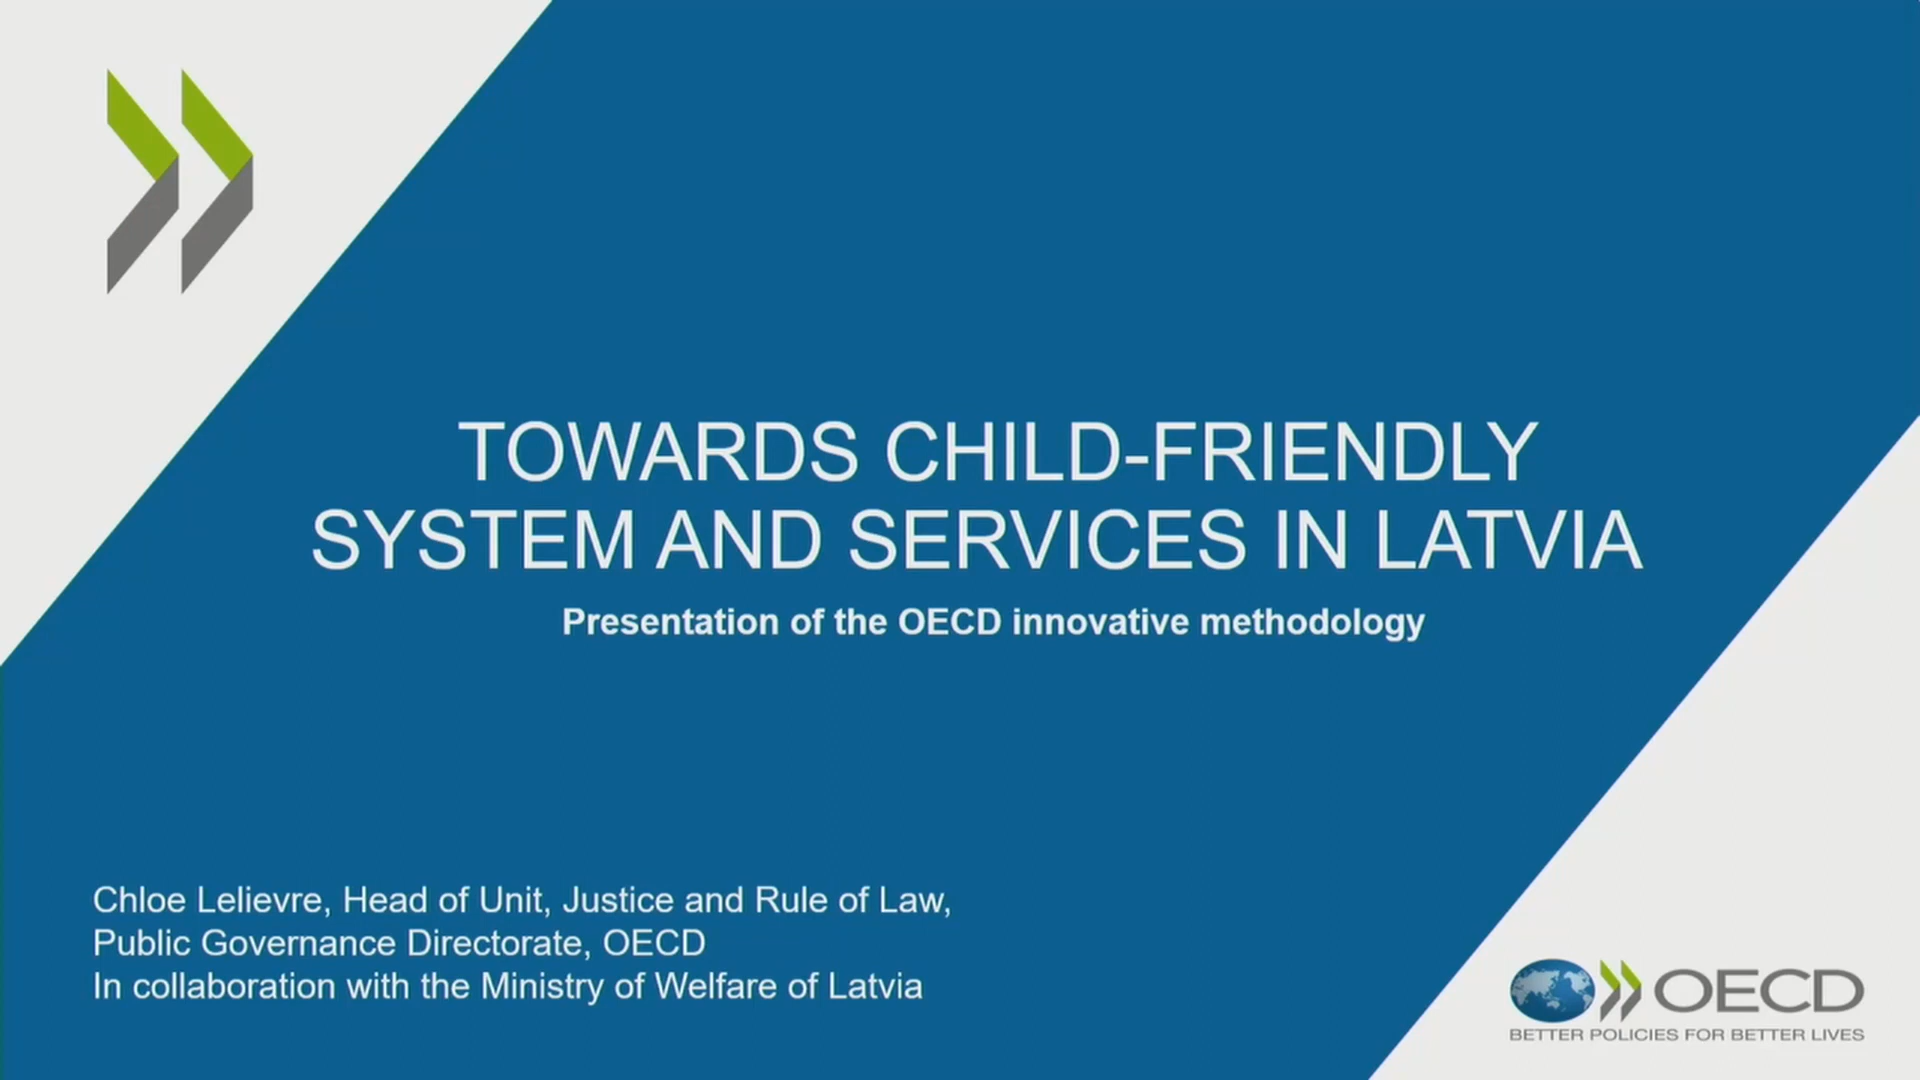 TOWARDS CHILD-FRIENDLY
SYSTEM AND SERVICES IN LATVIA
Presentation of the OECD innovative methodology
Chloe Lelievre, Head of Unit, Justice and Rule of Law,
Public Governance Directorate, OECD
In collaboration with the Ministry of Welfare of Latvia
OECD
BETTER POLICIES FOR BETTER LIVES